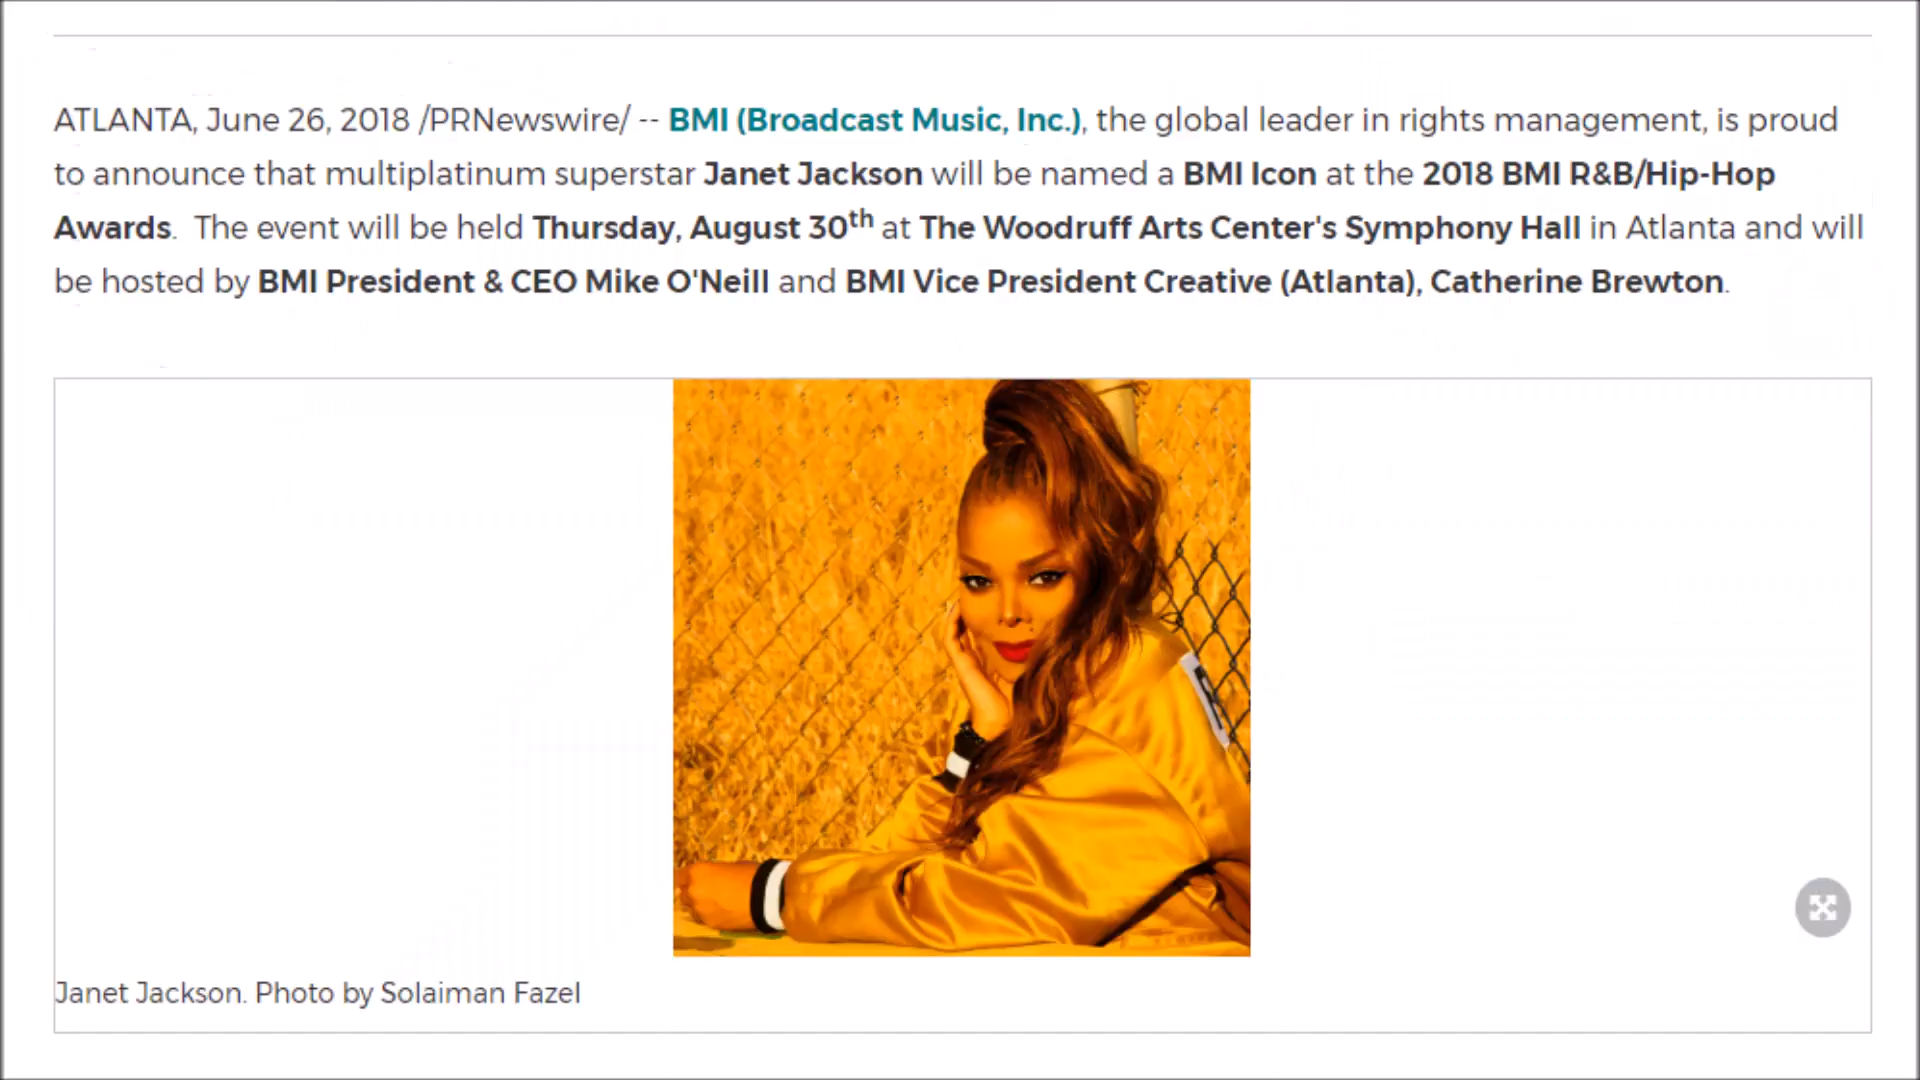 ATLANTA, June 26, 2018 /PRNewswire/ -- BMI (Broadcast Music, Inc.), the global leader in rights management, is proud
to announce that multiplatinum superstar Janet Jackson will be named a BMI Icon at the 2018 BMI R&B/Hip-Hop
Awards.  The event will be held Thursday, August 30th at The Woodruff Arts Center's Symphony Hall in Atlanta and will
be hosted by BMI President & CEO Mike O'Neill and BMI Vice President Creative (Atlanta), Catherine Brewton.
Janet Jackson. Photo by Solaiman Fazel